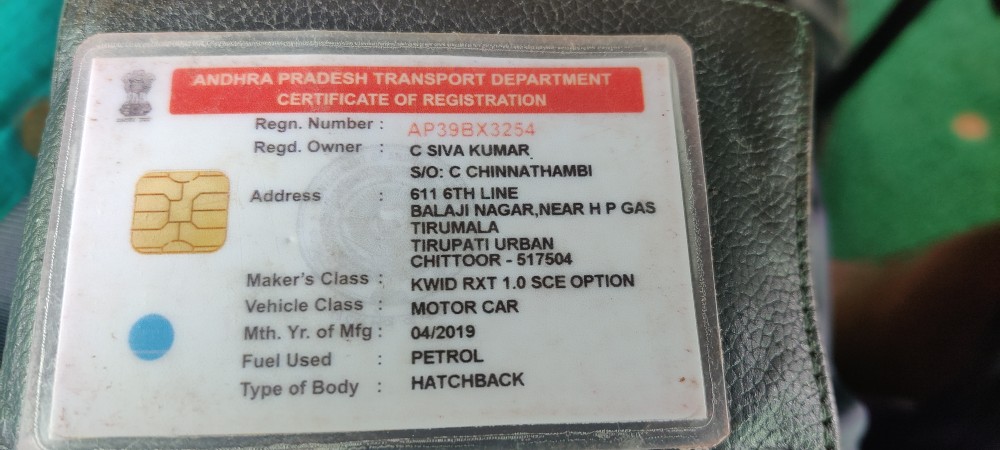 ANDHRA PRADESH TRANSPORT DEPARTMENT
CERTIFICATE OF REGISTRATION
Regn. Number : AP39BX3254
Regd. Owner : C SIVA KUMAR
S/O: C CHINNATHAMBI
Address : 611 6TH LINE
BALAJI NAGAR,NEAR H P GAS
TIRUMALA
TIRUPATI URBAN
CHITTOOR - 517504
Maker's Class : KWID RXT 1.0 SCE OPTION
Vehicle Class : MOTOR CAR
Mth. Yr. of Mfg : 04/2019
Fuel Used : PETROL
Type of Body : HATCHBACK